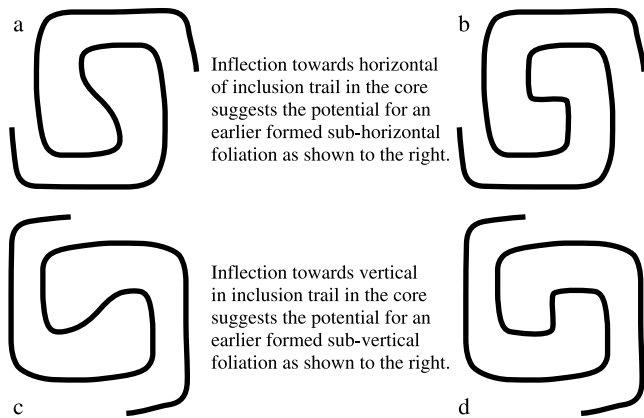 a
b
Inflection towards horizontal
of inclusion trail in the core
suggests the potential for an
earlier formed sub-horizontal
foliation as shown to the right.
Inflection towards vertical
in inclusion trail in the core
suggests the potential for an
earlier formed sub-vertical
foliation as shown to the right.
c
d